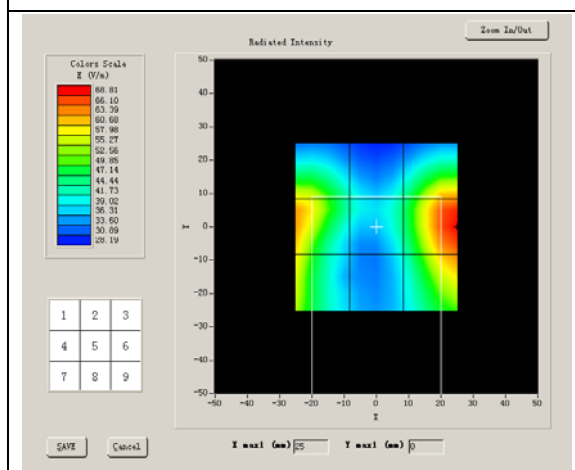 Zoom In/Out
Radiated Intensity
Colors Scale
E (V/m)
68.81
66.10
63.39
60.68
57.98
55.27
52.56
49.85
47.14
44.44
41.73
39.02
36.31
33.60
30.89
28.19
50
40
30
20
10
0
-10
-20
-30
-40
-50
Y
-50 -40 -30 -20 -10 0 10 20 30 40 50
X
1 2 3
4 5 6
7 8 9
SAVE
Cancel
X max1 (mm) 25
Y max1 (mm) 0